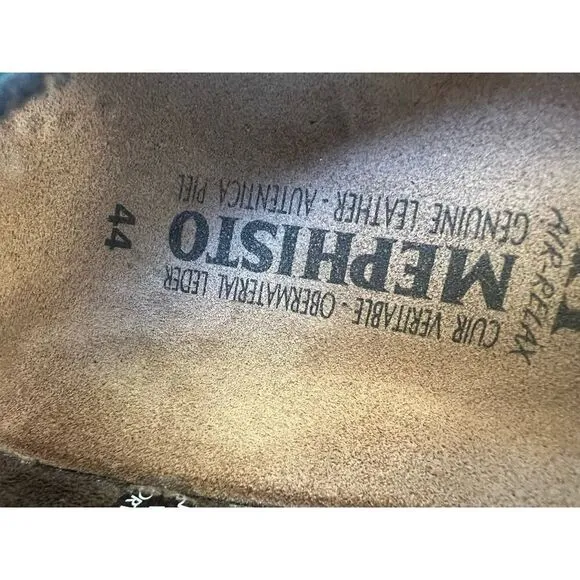 AIR-RELAX
CUIR VERITABLE - OBERMATERIAL LEDER
MEPHISTO
GENUINE LEATHER - AUTENTICA PIEL
44